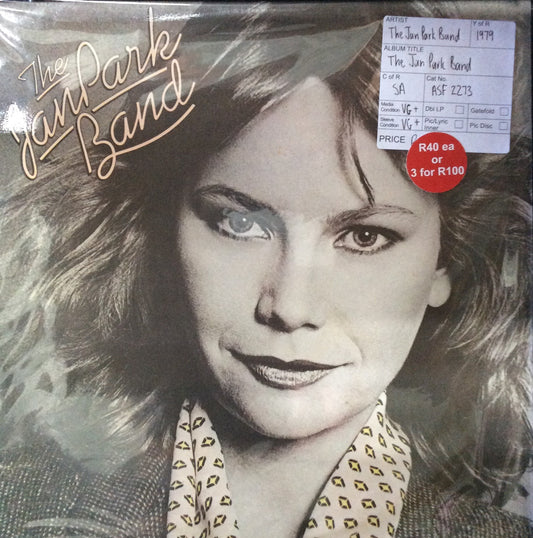 The
Jan Park
Band
ARTIST
Y of R
The Jan Park Band
1979
ALBUM TITLE
The Jan Park Band
C of R
Cat No.
SA
ASF 2273
Media Condition VG+ Dbl LP Gatefold
Sleeve Condition VG+ Pic/Lyric Inner Pic Disc
PRICE
R40 ea
or
3 for R100